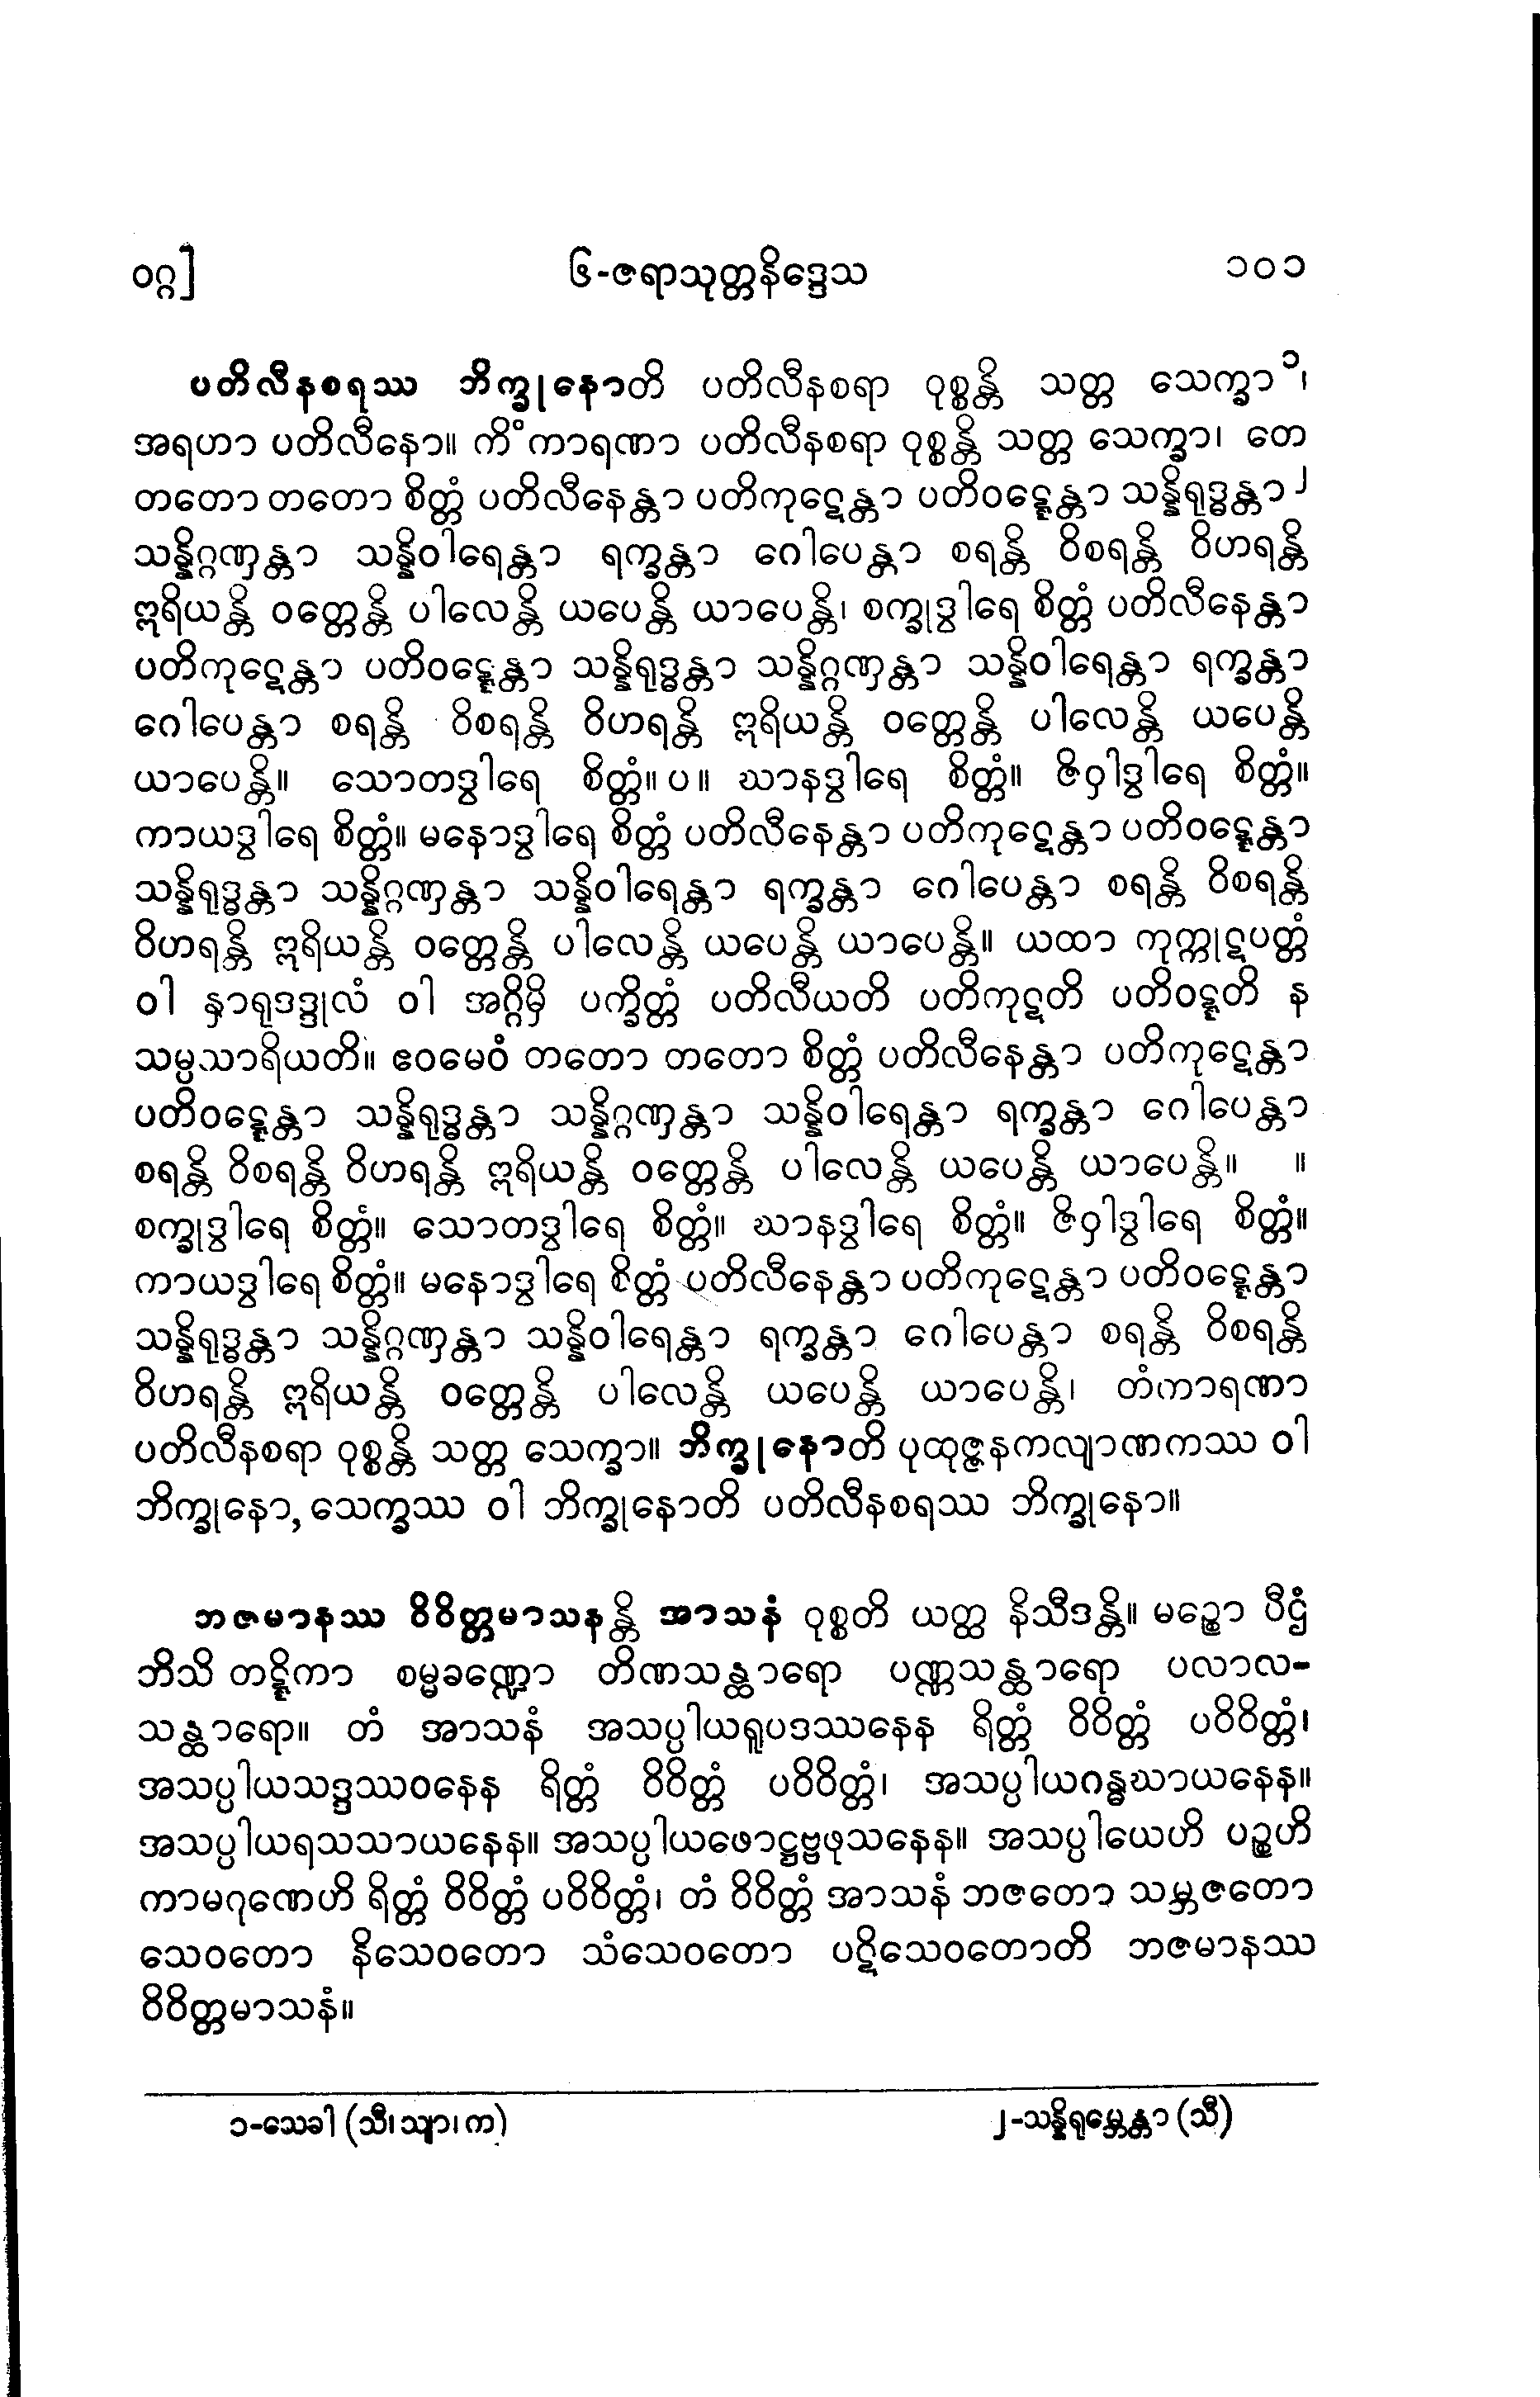 ဝဂ္ဂ] ၆-ဇရာသုတ္တနိဒ္ဒေသ ၁၀၁
ပတိလီနစရဿ ဘိက္ခုနောတိ ပတိလီနစရာ ဝုစ္စန္တိ သတ္တ သေက္ခာ ၁၊
အရဟာ ပတိလီနော။ ကိံကာရဏာ ပတိလီနစရာ ဝုစ္စန္တိ သတ္တ သေက္ခာ၊ တေ
တတော တတော စိတ္တံ ပတိလီနေန္တာ ပတိကုဋေန္တာ ပတိဝဋ္ဋေန္တာ သန္နိရုဒ္ဓန္တာ ၂
သန္နိဂ္ဂဏှန္တာ သန္နိဝါရေန္တာ ရက္ခန္တာ ဂေါပေန္တာ စရန္တိ ဝိစရန္တိ ဝိဟရန္တိ
ဣရိယန္တိ ဝတ္တေန္တိ ပါလေန္တိ ယပေန္တိ ယာပေန္တိ၊ စက္ခုဒွါရေ စိတ္တံ ပတိလီနေန္တာ
ပတိကုဋေန္တာ ပတိဝဋ္ဋေန္တာ သန္နိရုဒ္ဓန္တာ သန္နိဂ္ဂဏှန္တာ သန္နိဝါရေန္တာ ရက္ခန္တာ
ဂေါပေန္တာ စရန္တိ ဝိစရန္တိ ဝိဟရန္တိ ဣရိယန္တိ ဝတ္တေန္တိ ပါလေန္တိ ယပေန္တိ
ယာပေန္တိ။ သောတဒွါရေ စိတ္တံ။ ပ။ ဃာနဒွါရေ စိတ္တံ။ ဇိဝှါဒွါရေ စိတ္တံ။
ကာယဒွါရေ စိတ္တံ။ မနောဒွါရေ စိတ္တံ ပတိလီနေန္တာ ပတိကုဋေန္တာ ပတိဝဋ္ဋေန္တာ
သန္နိရုဒ္ဓန္တာ သန္နိဂ္ဂဏှန္တာ သန္နိဝါရေန္တာ ရက္ခန္တာ ဂေါပေန္တာ စရန္တိ ဝိစရန္တိ
ဝိဟရန္တိ ဣရိယန္တိ ဝတ္တေန္တိ ပါလေန္တိ ယပေန္တိ ယာပေန္တိ။ ယထာ ကုက္ကုဋပတ္တံ
ဝါ နှာရုဒဒ္ဒုလံ ဝါ အဂ္ဂိမှိ ပက္ခိတ္တံ ပတိလီယတိ ပတိကုဋတိ ပတိဝဋ္ဋတိ န
သမ္ပသာရိယတိ။ ဧဝမေဝံ တတော တတော စိတ္တံ ပတိလီနေန္တာ ပတိကုဋေန္တာ
ပတိဝဋ္ဋေန္တာ သန္နိရုဒ္ဓန္တာ သန္နိဂ္ဂဏှန္တာ သန္နိဝါရေန္တာ ရက္ခန္တာ ဂေါပေန္တာ
စရန္တိ ဝိစရန္တိ ဝိဟရန္တိ ဣရိယန္တိ ဝတ္တေန္တိ ပါလေန္တိ ယပေန္တိ ယာပေန္တိ။ ။
စက္ခုဒွါရေ စိတ္တံ။ သောတဒွါရေ စိတ္တံ။ ဃာနဒွါရေ စိတ္တံ။ ဇိဝှါဒွါရေ စိတ္တံ။
ကာယဒွါရေ စိတ္တံ။ မနောဒွါရေ စိတ္တံ ပတိလီနေန္တာ ပတိကုဋေန္တာ ပတိဝဋ္ဋေန္တာ
သန္နိရုဒ္ဓန္တာ သန္နိဂ္ဂဏှန္တာ သန္နိဝါရေန္တာ ရက္ခန္တာ ဂေါပေန္တာ စရန္တိ ဝိစရန္တိ
ဝိဟရန္တိ ဣရိယန္တိ ဝတ္တေန္တိ ပါလေန္တိ ယပေန္တိ ယာပေန္တိ၊ တံကာရဏာ
ပတိလီနစရာ ဝုစ္စန္တိ သတ္တ သေက္ခာ။ ဘိက္ခုနောတိ ပုထုဇ္ဇနကလျာဏကဿ ဝါ
ဘိက္ခုနော, သေက္ခဿ ဝါ ဘိက္ခုနောတိ ပတိလီနစရဿ ဘိက္ခုနော။
ဘဇမာနဿ ဝိဝိတ္တမာသနန္တိ အာသနံ ဝုစ္စတိ ယတ္ထ နိသီဒန္တိ။ မဉ္စော ပီဌံ
ဘိသိ တဋ္ဋိကာ စမ္မခဏ္ဍော တိဏသန္ထာရော ပဏ္ဏသန္ထာရော ပလာလ-
သန္ထာရော။ တံ အာသနံ အသပ္ပါယရူပဒဿနေန ရိတ္တံ ဝိဝိတ္တံ ပဝိဝိတ္တံ၊
အသပ္ပါယသဒ္ဒဿဝနေန ရိတ္တံ ဝိဝိတ္တံ ပဝိဝိတ္တံ၊ အသပ္ပါယဂန္ဓဃာယနေန။
အသပ္ပါယရသသာယနေန။ အသပ္ပါယဖောဋ္ဌဗ္ဗဖုသနေန။ အသပ္ပါယေဟိ ပဉ္စဟိ
ကာမဂုဏေဟိ ရိတ္တံ ဝိဝိတ္တံ ပဝိဝိတ္တံ၊ တံ ဝိဝိတ္တံ အာသနံ ဘဇတော သမ္ဘဇတော
သေဝတော နိသေဝတော သံသေဝတော ပဋိသေဝတောတိ ဘဇမာနဿ
ဝိဝိတ္တမာသနံ။
၁-သေခါ (သီ၊ သျာ၊ က) ၂-သန္နိရုမ္ဘေန္တာ (သီ)